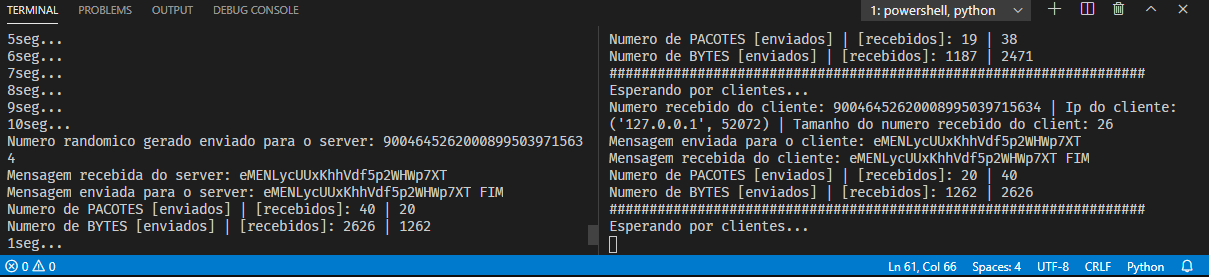 TERMINAL PROBLEMS OUTPUT DEBUG CONSOLE 1: powershell, python
5seg...
6seg...
7seg...
8seg...
9seg...
10seg...
Numero randomico gerado enviado para o server: 9004645262000899503971563
4
Mensagem recebida do server: eMENLycUUxKhhVdf5p2WHWp7XT
Mensagem enviada para o server: eMENLycUUxKhhVdf5p2WHWp7XT FIM
Numero de PACOTES [enviados] | [recebidos]: 40 | 20
Numero de BYTES [enviados] | [recebidos]: 2626 | 1262
1seg...
Numero de PACOTES [enviados] | [recebidos]: 19 | 38
Numero de BYTES [enviados] | [recebidos]: 1187 | 2471
###################################################################
Esperando por clientes...
Numero recebido do cliente: 90046452620008995039715634 | Ip do cliente:
('127.0.0.1', 52072) | Tamanho do numero recebido do client: 26
Mensagem enviada para o cliente: eMENLycUUxKhhVdf5p2WHWp7XT
Mensagem recebida do cliente: eMENLycUUxKhhVdf5p2WHWp7XT FIM
Numero de PACOTES [enviados] | [recebidos]: 20 | 40
Numero de BYTES [enviados] | [recebidos]: 1262 | 2626
###################################################################
Esperando por clientes...
0 0 Ln 61, Col 66 Spaces: 4 UTF-8 CRLF Python